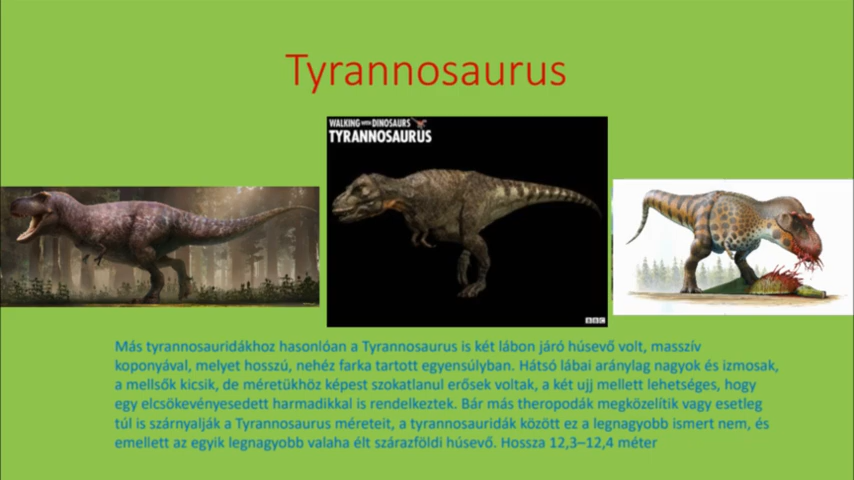 Tyrannosaurus
WALKING WITH DINOSAURS
TYRANNOSAURUS
BBC
Más tyrannosauridákhoz hasonlóan a Tyrannosaurus is két lábon járó húsevő volt, masszív
koponyával, melyet hosszú, nehéz farka tartott egyensúlyban. Hátsó lábai aránylag nagyok és izmosak,
a mellsők kicsik, de méretükhöz képest szokatlanul erősek voltak, a két ujj mellett lehetséges, hogy
egy elcsökevényesedett harmadikkal is rendelkeztek. Bár más theropodák megközelítik vagy esetleg
túl is szárnyalják a Tyrannosaurus méreteit, a tyrannosauridák között ez a legnagyobb ismert nem, és
emellett az egyik legnagyobb valaha élt szárazföldi húsevő. Hossza 12,3–12,4 méter